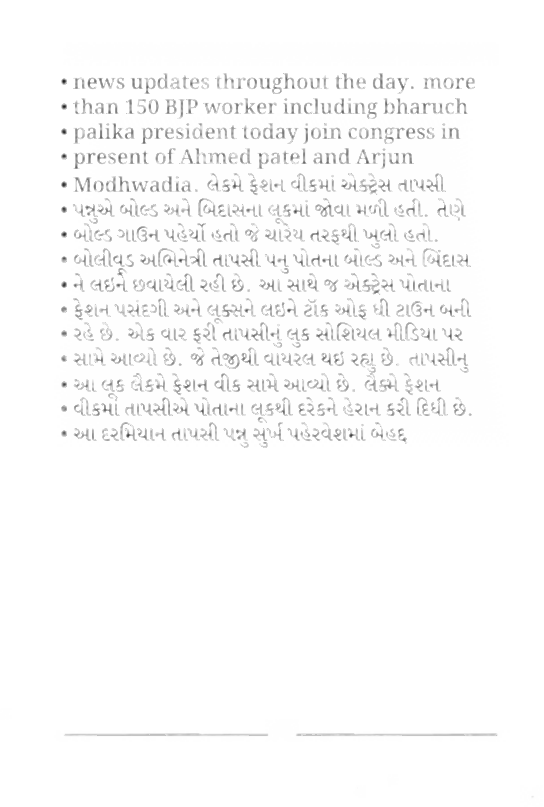 • news updates throughout the day. more
• than 150 BJP worker including bharuch
• palika president today join congress in
• present of Ahmed patel and Arjun
• Modhwadia. લેકમે ફેશન વીકમાં એક્ટ્રેસ તાપસી
• પન્નુએ બોલ્ડ અને બિદાસના લૂકમાં જોવા મળી હતી. તેણે
• બોલ્ડ ગાઉન પહેર્યો હતો જે ચારેય તરફથી ખુલો હતો.
• બોલીવૂડ અભિનેત્રી તાપસી પનુ પોતના બોલ્ડ અને બિંદાસ
• ને લઇને છવાયેલી રહી છે. આ સાથે જ એક્ટ્રેસ પોતાના
• ફેશન પસંદગી અને લૂક્સને લઇને ટૉક ઓફ ધી ટાઉન બની
• રહે છે. એક વાર ફરી તાપસીનું લુક સોશિયલ મીડિયા પર
• સામે આવ્યો છે. જે તેજીથી વાયરલ થઇ રહ્યુ છે. તાપસીનુ
• આ લૂક લૈકમે ફેશન વીક સામે આવ્યો છે. લૈક્મે ફેશન
• વીકમાં તાપસીએ પોતાના લૂકથી દરેકને હેરાન કરી દિધી છે.
• આ દરમિયાન તાપસી પન્નુ સુર્ખ પહેરવેશમાં બેહદ્દ